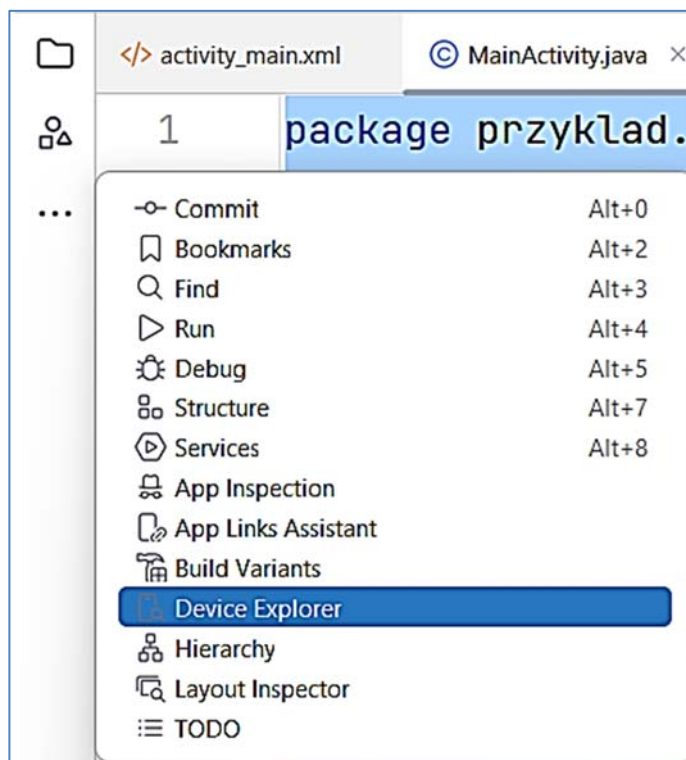 activity_main.xml MainActivity.java
1 package przyklad.
Commit Alt+0
Bookmarks Alt+2
Find Alt+3
Run Alt+4
Debug Alt+5
Structure Alt+7
Services Alt+8
App Inspection
App Links Assistant
Build Variants
Device Explorer
Hierarchy
Layout Inspector
TODO